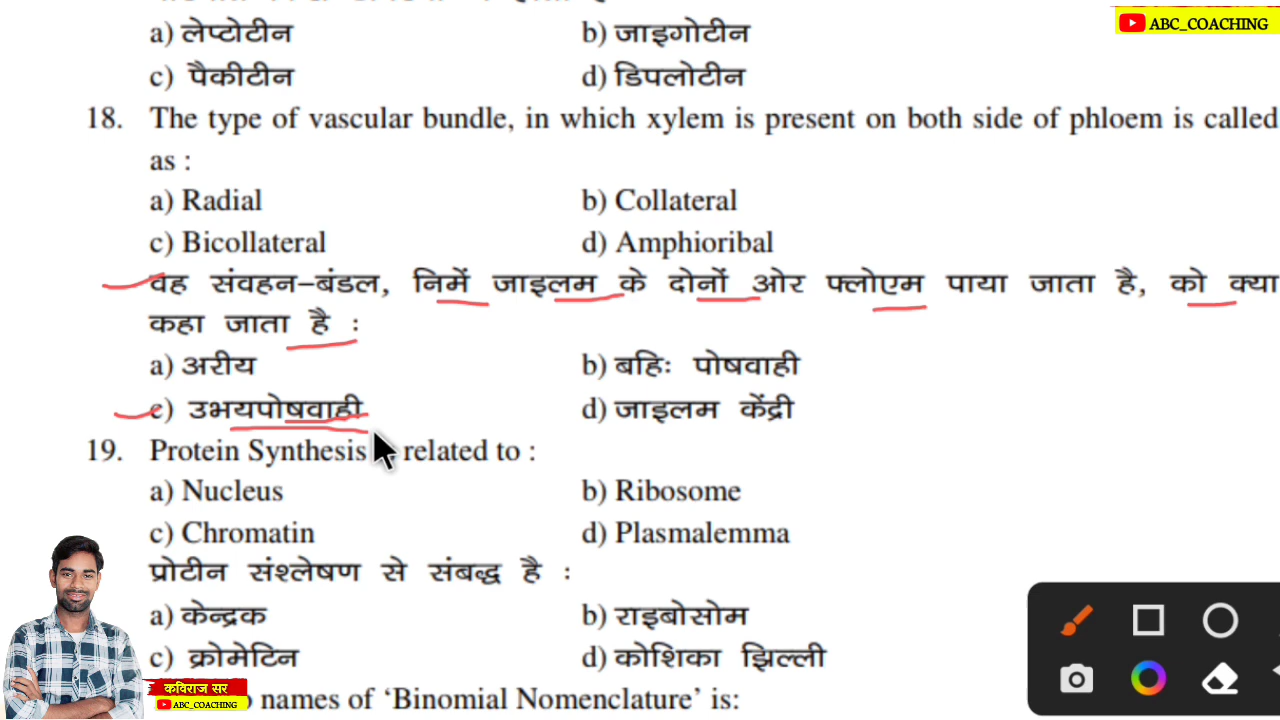 ABC_COACHING
a) लेप्टोटीन b) जाइगोटीन
c) पैकीटीन d) डिपलोटीन
18. The type of vascular bundle, in which xylem is present on both side of phloem is called
as :
a) Radial b) Collateral
c) Bicollateral d) Amphioribal
वह संवहन-बंडल, निमें जाइलम के दोनों ओर फ्लोएम पाया जाता है, को क्या
कहा जाता है :
a) अरीय b) बहिः पोषवाही
c) उभयपोषवाही d) जाइलम केंद्री
19. Protein Synthesis related to :
a) Nucleus b) Ribosome
c) Chromatin d) Plasmalemma
प्रोटीन संश्लेषण से संबद्ध है :
a) केन्द्रक b) राइबोसोम
c) क्रोमेटिन d) कोशिका झिल्ली
names of ‘Binomial Nomenclature’ is:
कविराज सर
ABC_COACHING